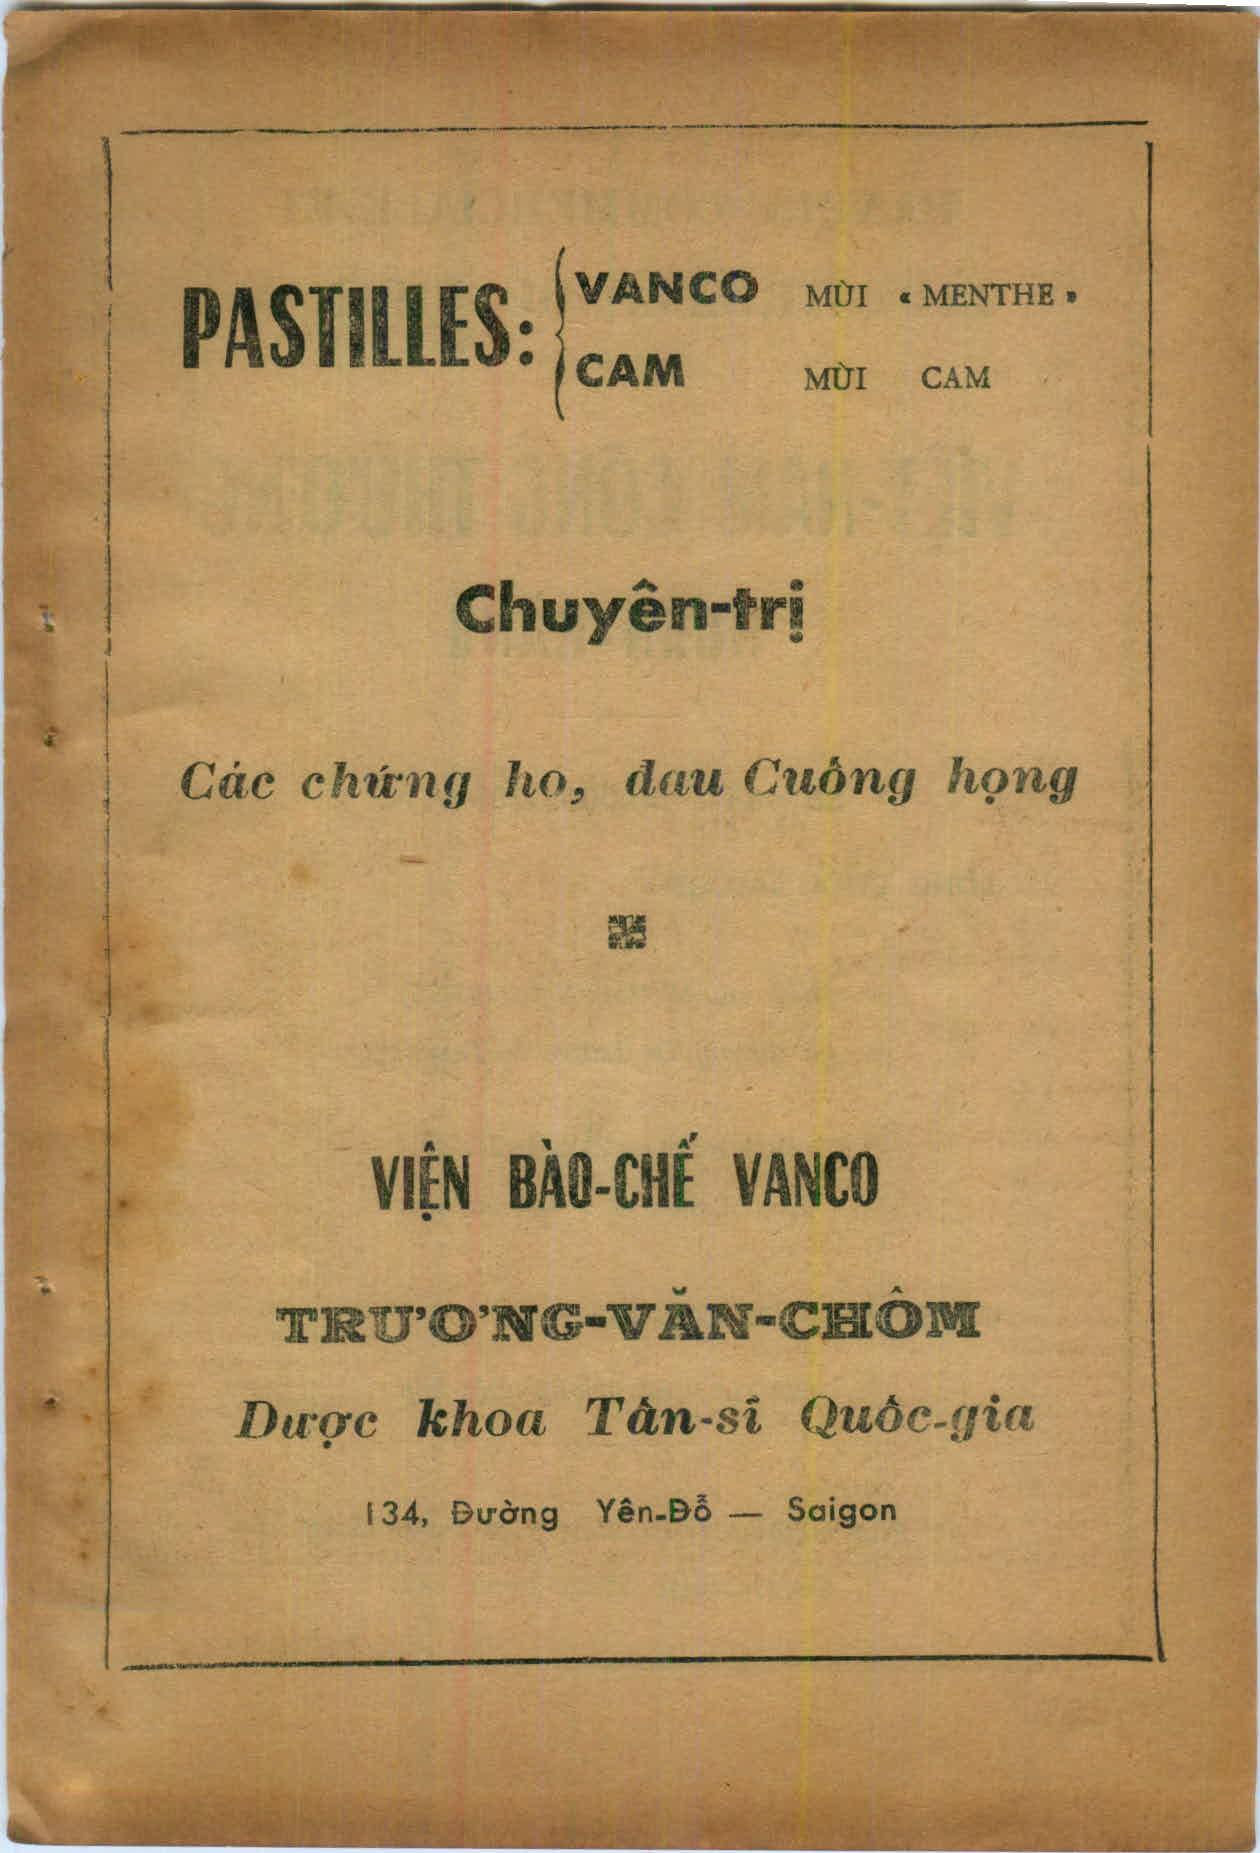 PASTILLES: VANCO MÙI « MENTHE »
CAM MÙI CAM
Chuyên-trị
Các chứng ho, đau Cuống họng
VIỆN BÀO-CHẾ VANCO
TRƯƠNG-VĂN-CHÔM
Dược khoa Tấn-sĩ Quốc-gia
134, Đường Yên-Đỗ — Saigon